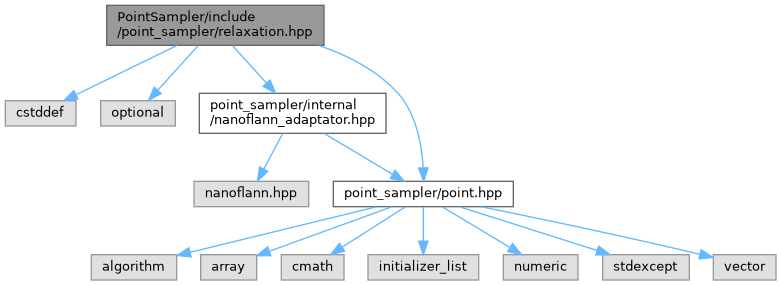 PointSampler/include
/point_sampler/relaxation.hpp
cstddef
optional
point_sampler/internal
/nanoflann_adaptator.hpp
nanoflann.hpp
point_sampler/point.hpp
algorithm
array
cmath
initializer_list
numeric
stdexcept
vector